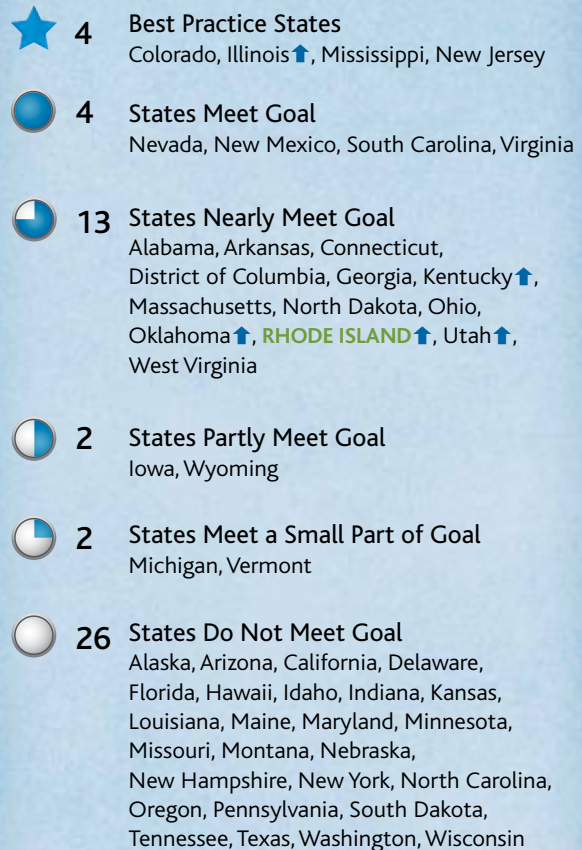 4 Best Practice States
Colorado, Illinois⬆, Mississippi, New Jersey
4 States Meet Goal
Nevada, New Mexico, South Carolina, Virginia
13 States Nearly Meet Goal
Alabama, Arkansas, Connecticut,
District of Columbia, Georgia, Kentucky⬆,
Massachusetts, North Dakota, Ohio,
Oklahoma⬆, RHODE ISLAND⬆, Utah⬆,
West Virginia
2 States Partly Meet Goal
Iowa, Wyoming
2 States Meet a Small Part of Goal
Michigan, Vermont
26 States Do Not Meet Goal
Alaska, Arizona, California, Delaware,
Florida, Hawaii, Idaho, Indiana, Kansas,
Louisiana, Maine, Maryland, Minnesota,
Missouri, Montana, Nebraska,
New Hampshire, New York, North Carolina,
Oregon, Pennsylvania, South Dakota,
Tennessee, Texas, Washington, Wisconsin